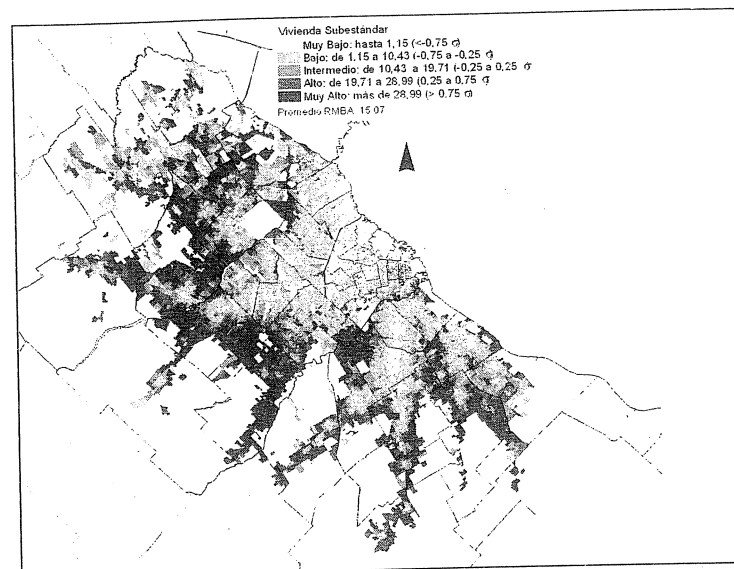 Vivienda Subestándar
Muy Bajo: hasta 1,15 (<-0,75 σ)
Bajo: de 1,15 a 10,43 (-0,75 a -0,25 σ)
Intermedio: de 10,43 a 19,71 (-0,25 a 0,25 σ)
Alto: de 19,71 a 28,99 (0,25 a 0,75 σ)
Muy Alto: más de 28,99 (> 0,75 σ)
Promedio RMBA 15,07